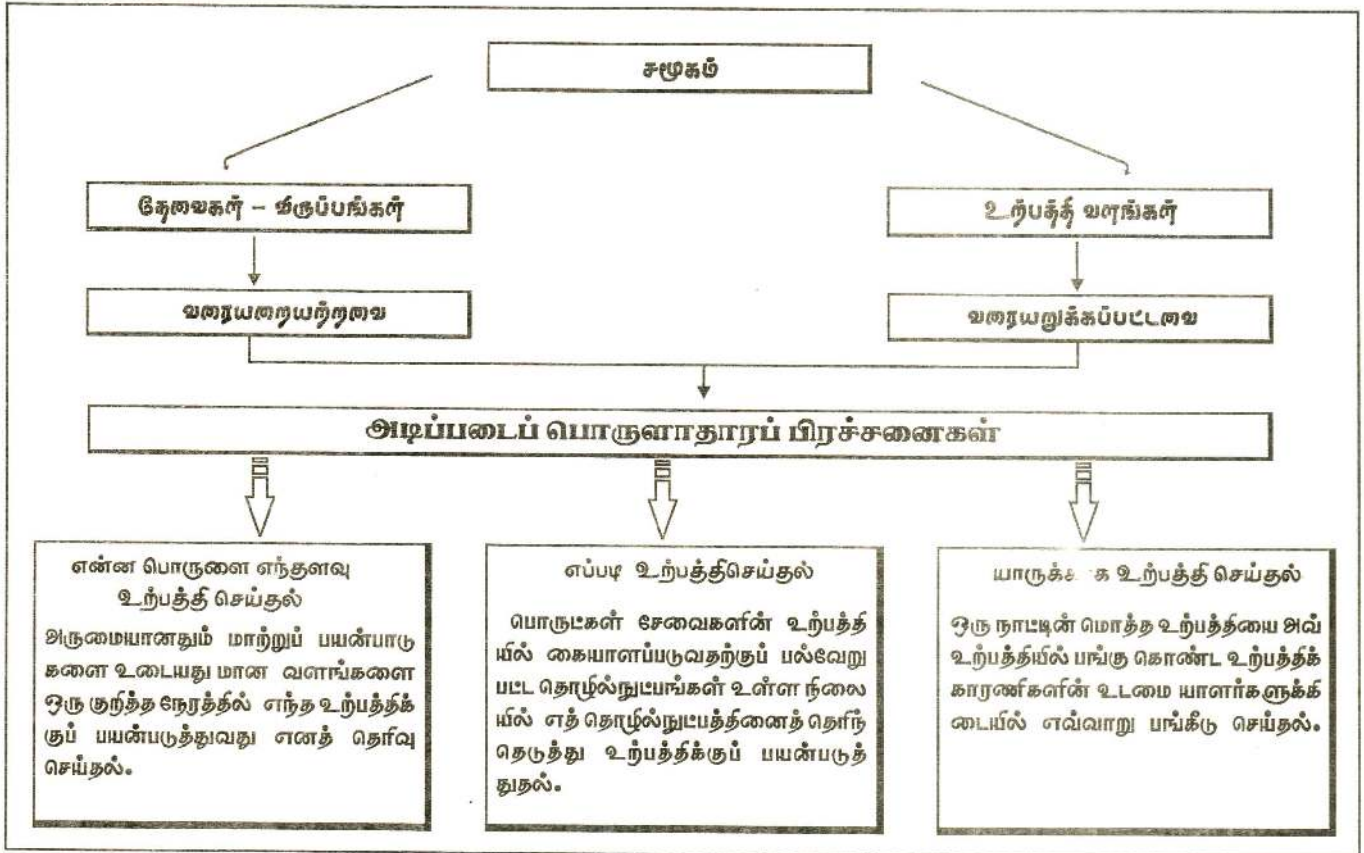 சமூகம்
தேவைகள் – விருப்பங்கள்
உற்பத்தி வளங்கள்
வரையறையற்றவை
வரையறுக்கப்பட்டவை
அடிப்படைப் பொருளாதாரப் பிரச்சனைகள்
என்ன பொருளை எந்தளவு
உற்பத்தி செய்தல்
அருமையானதும் மாற்றுப் பயன்பாடு
களை உடையது மான வளங்களை
ஒரு குறித்த நேரத்தில் எந்த உற்பத்திக்
குப் பயன்படுத்துவது எனத் தெரிவு
செய்தல்.
எப்படி உற்பத்திசெய்தல்
பொருட்கள் சேவைகளின் உற்பத்தி
யில் கையாளப்படுவதற்குப் பல்வேறு
பட்ட தொழில்நுட்பங்கள் உள்ள நிலை
யில் எத் தொழில்நுட்பத்தினைத் தெரிந்
தெடுத்து உற்பத்திக்குப் பயன்படுத்
துதல்.
உற்பத்தி செய்தல்
ஒரு நாட்டின் மொத்த உற்பத்தியை அவ்
உற்பத்தியில் பங்கு கொண்ட உற்பத்திக்
காரணிகளின் உடமை யாளர்களுக்கி
டையில் எவ்வாறு பங்கீடு செய்தல்.